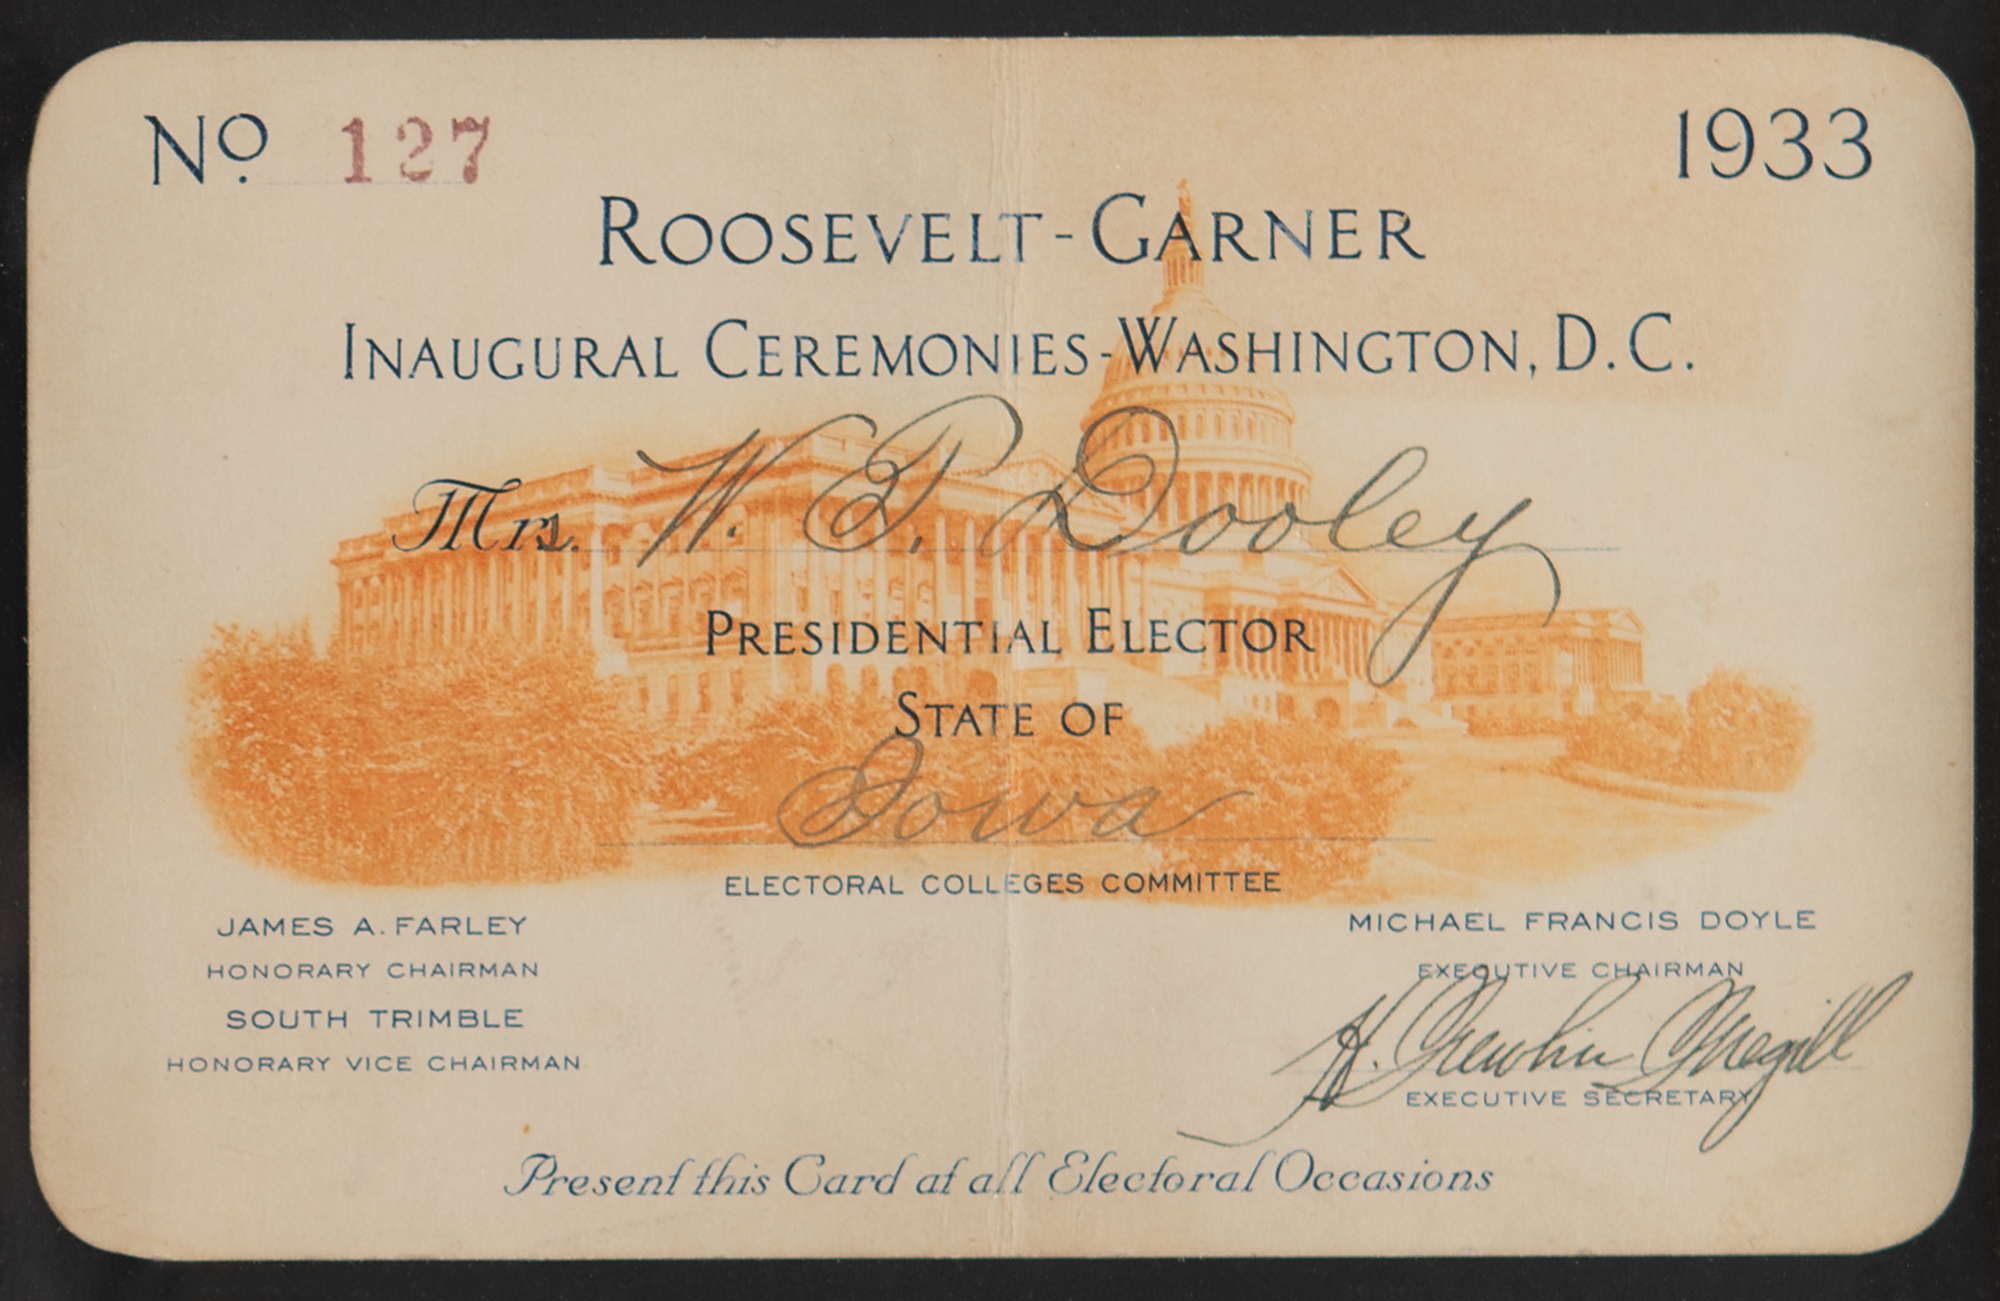 No. 127
1933
ROOSEVELT-GARNER
INAUGURAL CEREMONIES-WASHINGTON, D.C.
Mrs. W. P. Dooley
PRESIDENTIAL ELECTOR
STATE OF
Iowa
ELECTORAL COLLEGES COMMITTEE
JAMES A. FARLEY
HONORARY CHAIRMAN
SOUTH TRIMBLE
HONORARY VICE CHAIRMAN
MICHAEL FRANCIS DOYLE
EXECUTIVE CHAIRMAN
H. Newlin Megill
EXECUTIVE SECRETARY
Present this Card at all Electoral Occasions